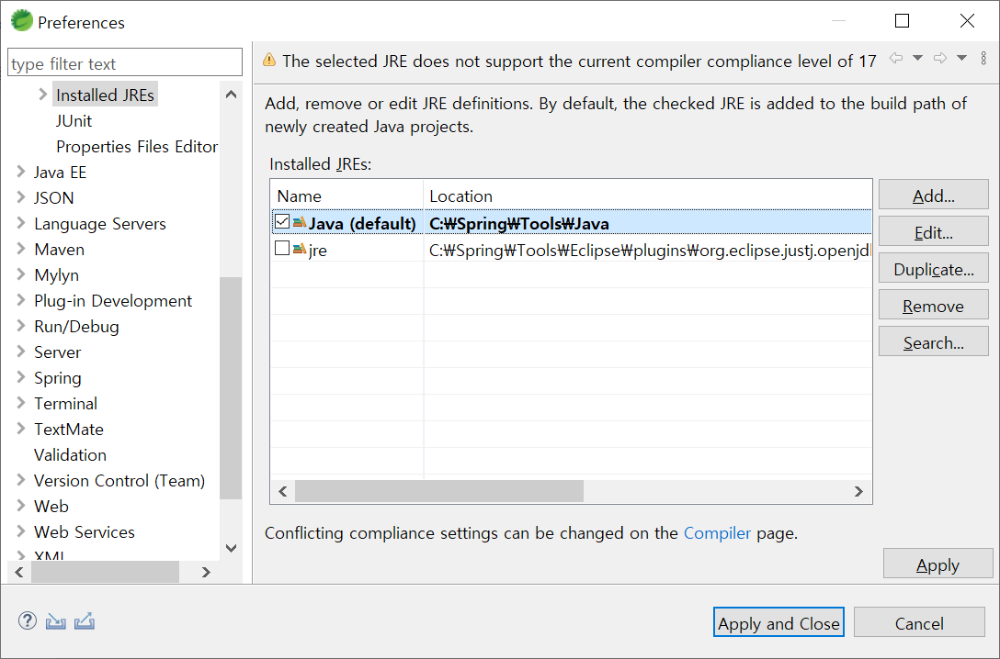 Preferences
type filter text
The selected JRE does not support the current compiler compliance level of 17
Installed JREs
JUnit
Properties Files Editor
Java EE
JSON
Language Servers
Maven
Mylyn
Plug-in Development
Run/Debug
Server
Spring
Terminal
TextMate
Validation
Version Control (Team)
Web
Web Services
XML
Add, remove or edit JRE definitions. By default, the checked JRE is added to the build path of
newly created Java projects.
Installed JREs:
Name Location
Java (default) C:₩Spring₩Tools₩Java
jre C:₩Spring₩Tools₩Eclipse₩plugins₩org.eclipse.justj.openjdl
Add...
Edit...
Duplicate...
Remove
Search...
Conflicting compliance settings can be changed on the Compiler page.
Apply
Apply and Close
Cancel